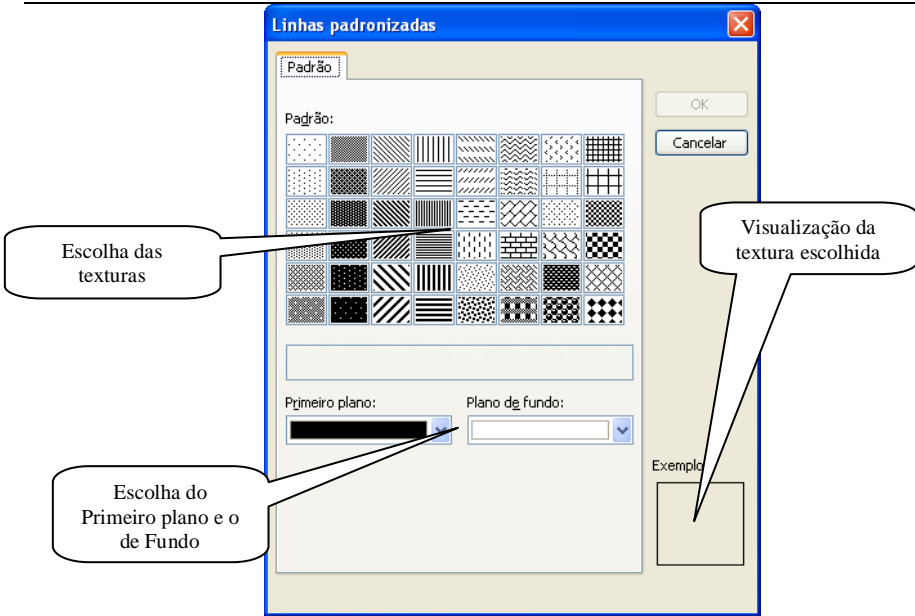 Linhas padronizadas
Padrão
OK
Padrão:
Cancelar
Escolha das
texturas
Visualização da
textura escolhida
Primeiro plano:
Plano de fundo:
Escolha do
Primeiro plano e o
de Fundo
Exemplo